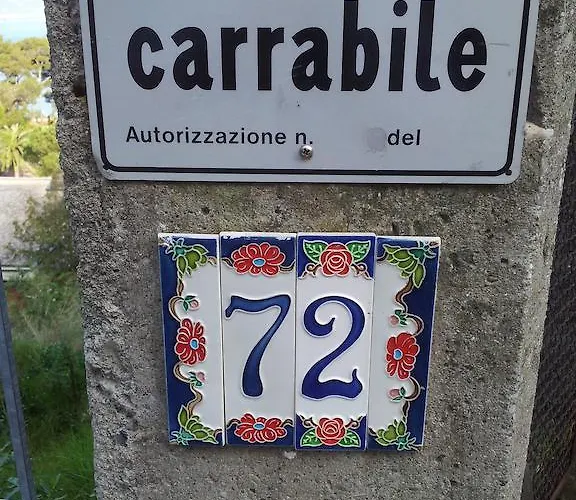 carrabile
Autorizzazione n. del
72